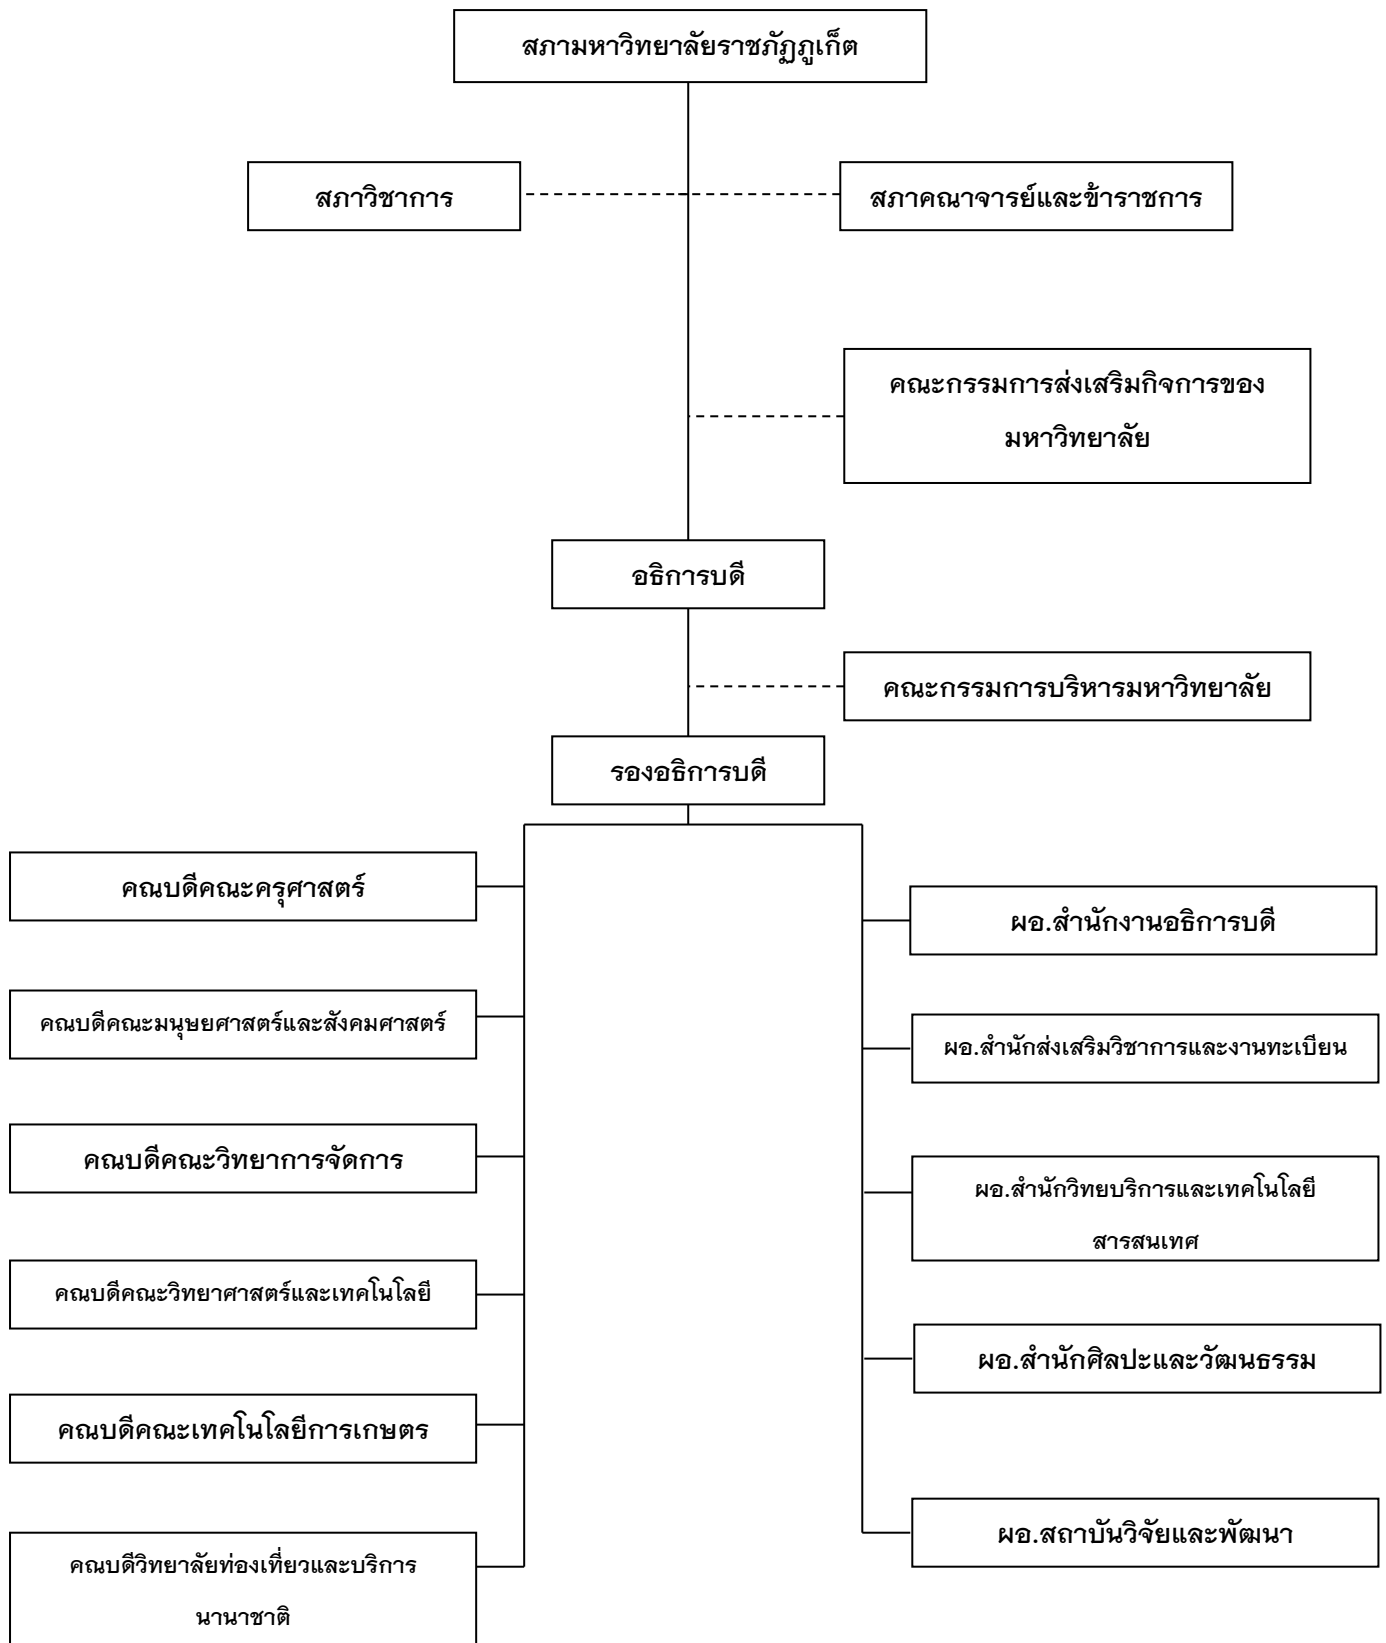 สภามหาวิทยาลัยราชภัฏภูเก็ต
สภาวิชาการ
สภาคณาจารย์และข้าราชการ
คณะกรรมการส่งเสริมกิจการของ
มหาวิทยาลัย
อธิการบดี
คณะกรรมการบริหารมหาวิทยาลัย
รองอธิการบดี
คณบดีคณะครุศาสตร์
คณบดีคณะมนุษยศาสตร์และสังคมศาสตร์
คณบดีคณะวิทยาการจัดการ
คณบดีคณะวิทยาศาสตร์และเทคโนโลยี
คณบดีคณะเทคโนโลยีการเกษตร
คณบดีวิทยาลัยท่องเที่ยวและบริการ
นานาชาติ
ผอ.สำนักงานอธิการบดี
ผอ.สำนักส่งเสริมวิชาการและงานทะเบียน
ผอ.สำนักวิทยบริการและเทคโนโลยี
สารสนเทศ
ผอ.สำนักศิลปะและวัฒนธรรม
ผอ.สถาบันวิจัยและพัฒนา